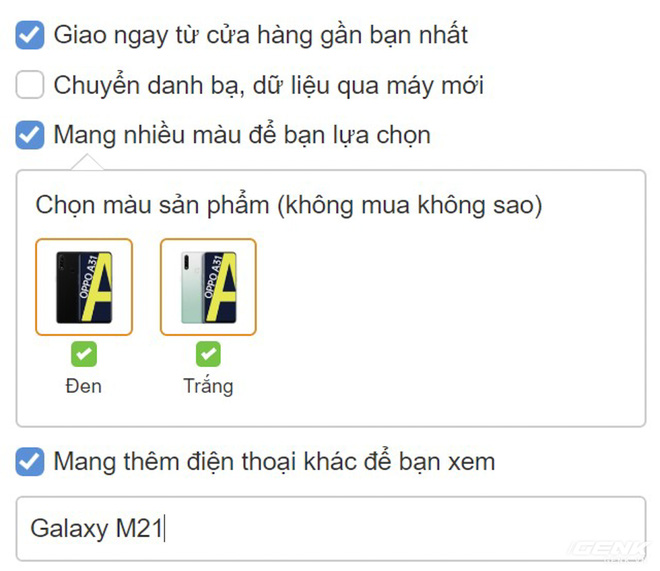 Giao ngay từ cửa hàng gần bạn nhất
Chuyển danh bạ, dữ liệu qua máy mới
Mang nhiều màu để bạn lựa chọn
Chọn màu sản phẩm (không mua không sao)
OPPO A31
A
OPPO A31
A
Đen
Trắng
Mang thêm điện thoại khác để bạn xem
Galaxy M21
GENK